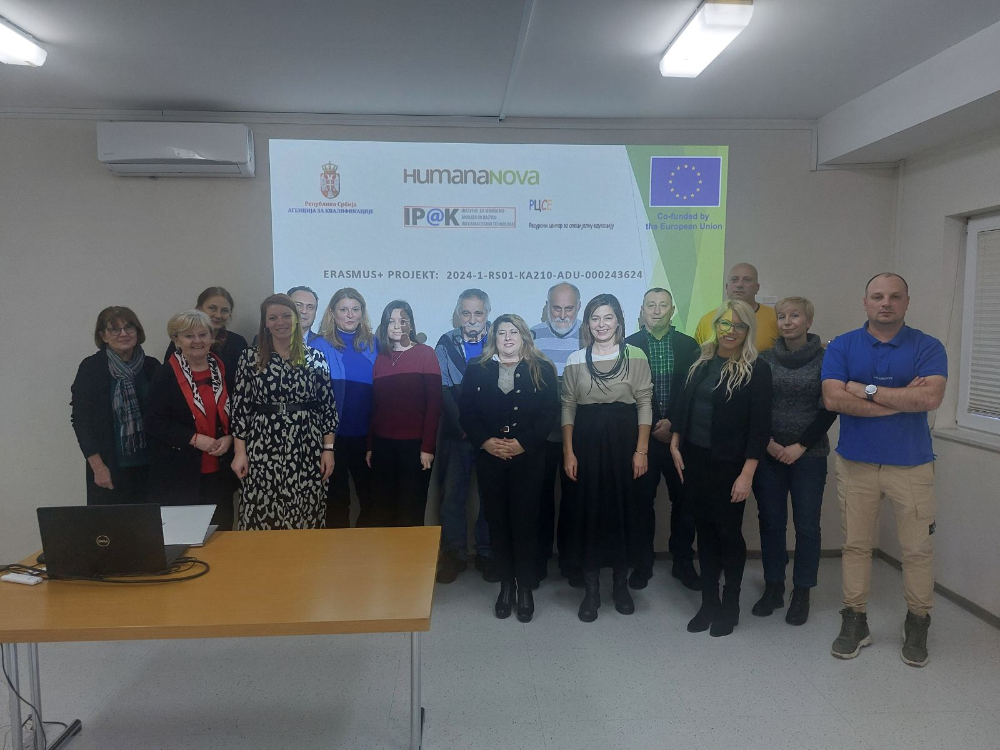 Република Србија
АГЕНЦИЈА ЗА КВАЛИФИКАЦИЈЕ
HUMANANOVA
IP@K
INSTITUT ZA SIMBOLNO
ANALIZO IN RAZVOJ
INFORMACIJSKIH TEHNOLOGIJ
РЦСЕ
Ресурсни центар за специјалну едукацију
Co-funded by
the European Union
ERASMUS+ PROJEKT: 2024-1-RS01-KA210-ADU-000243624
DELL